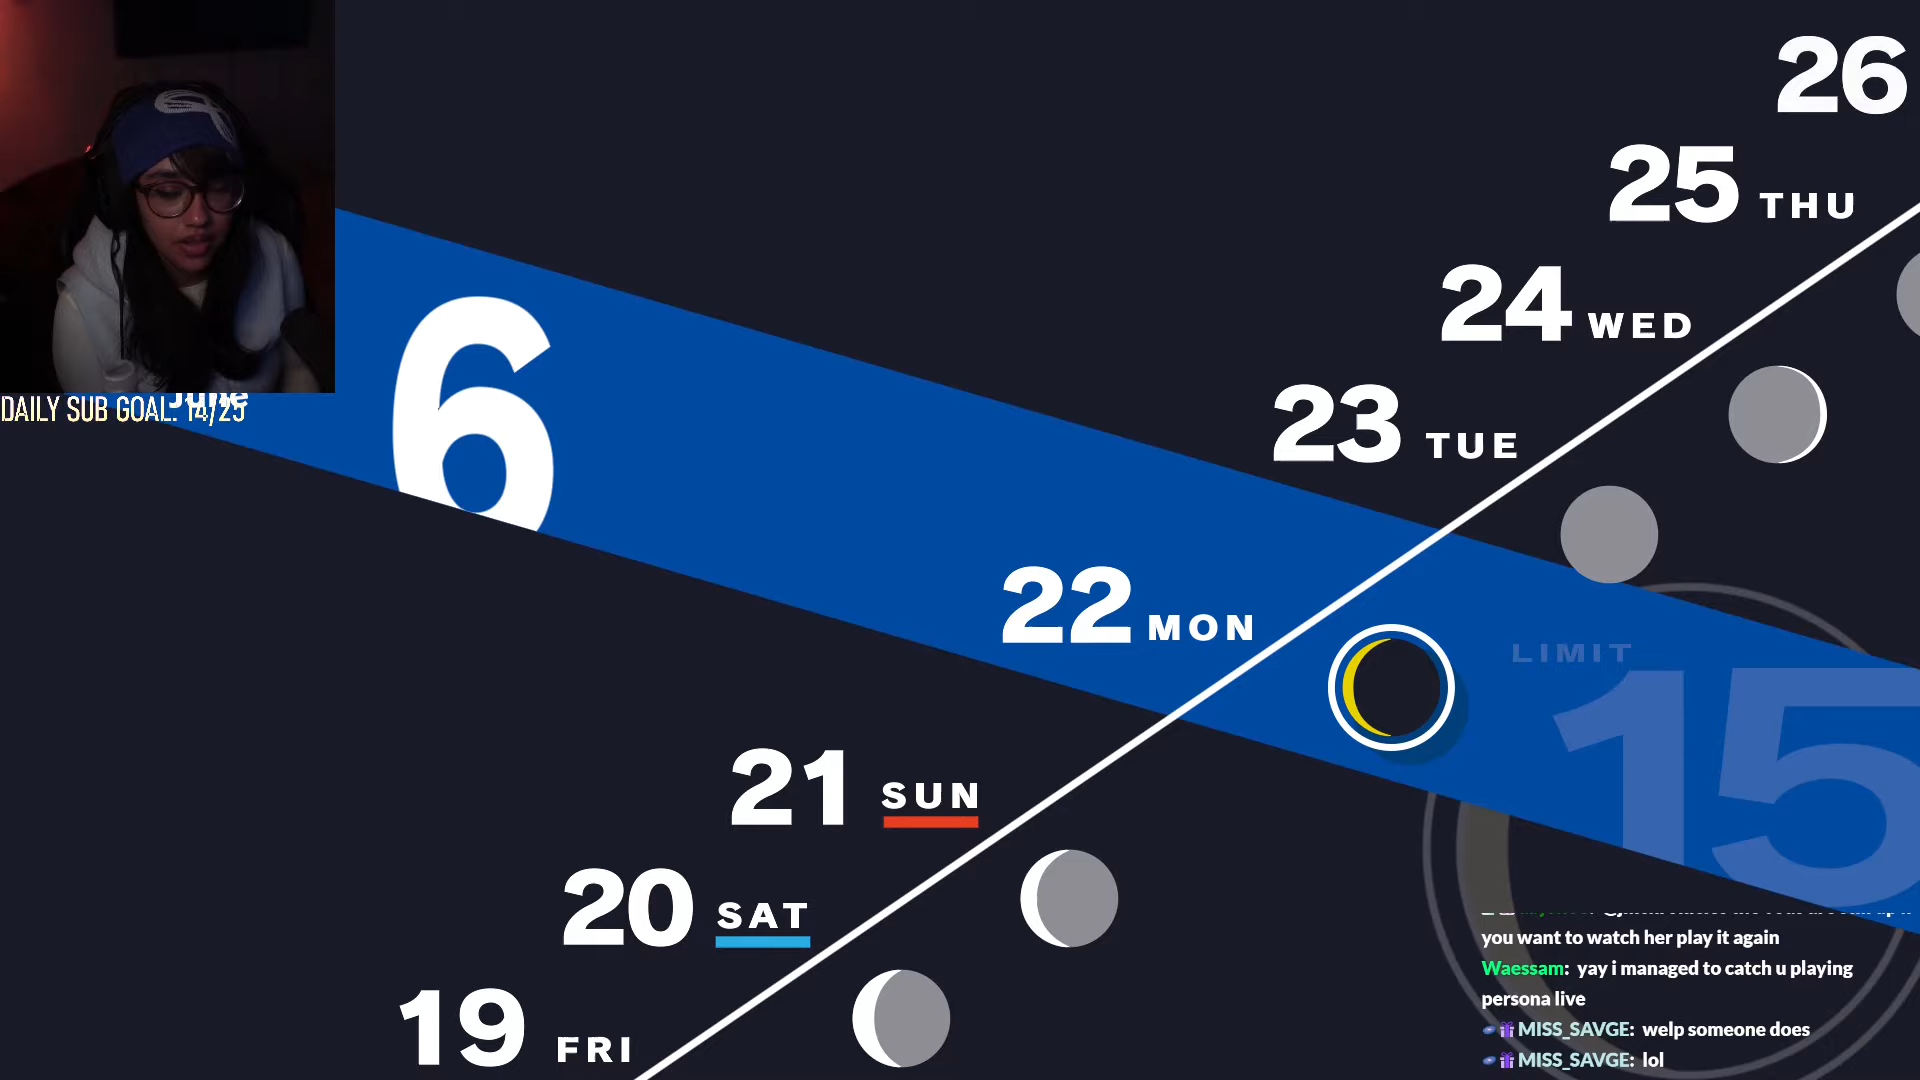 26
25 THU
24 WED
23 TUE
June
DAILY SUB GOAL: 14/25
6
22 MON
LIMIT
15
21 SUN
20 SAT
19 FRI
you want to watch her play it again
Waessam: yay i managed to catch u playing
persona live
MISS_SAVGE: welp someone does
MISS_SAVGE: lol